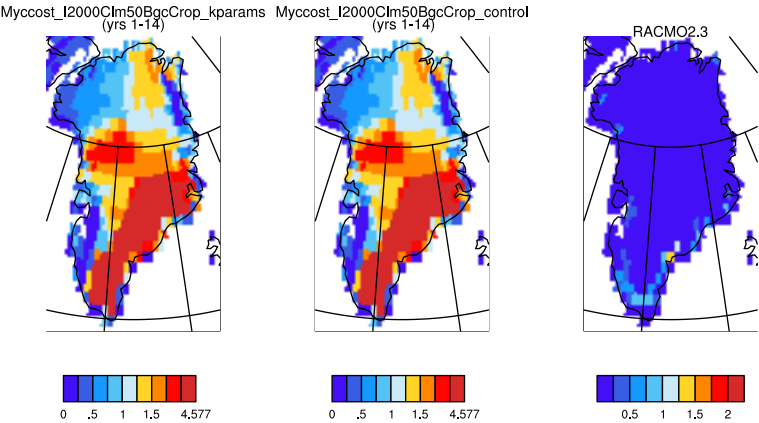 Myccost_I2000Clm50BgcCrop_kparams
(yrs 1-14)
Myccost_I2000Clm50BgcCrop_control
(yrs 1-14)
RACMO2.3
0 .5 1 1.5 4.577
0 .5 1 1.5 4.577
0.5 1 1.5 2